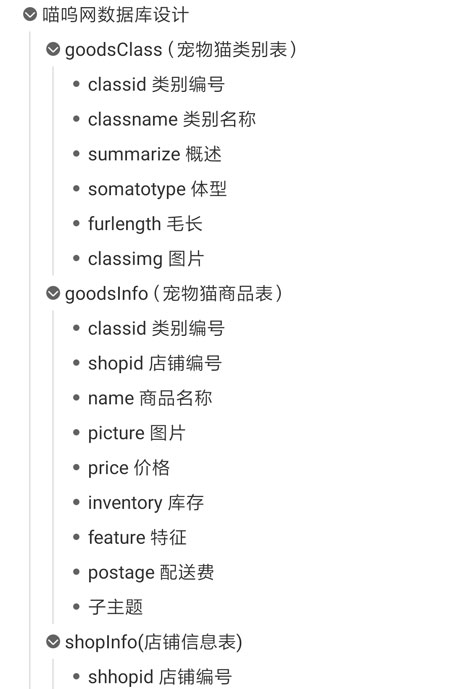 喵呜网数据库设计
goodsClass（宠物猫类别表）
classid 类别编号
classname 类别名称
summarize 概述
somatotype 体型
furlength 毛长
classimg 图片
goodsInfo（宠物猫商品表）
classid 类别编号
shopid 店铺编号
name 商品名称
picture 图片
price 价格
inventory 库存
feature 特征
postage 配送费
子主题
shopInfo(店铺信息表)
shhopid 店铺编号